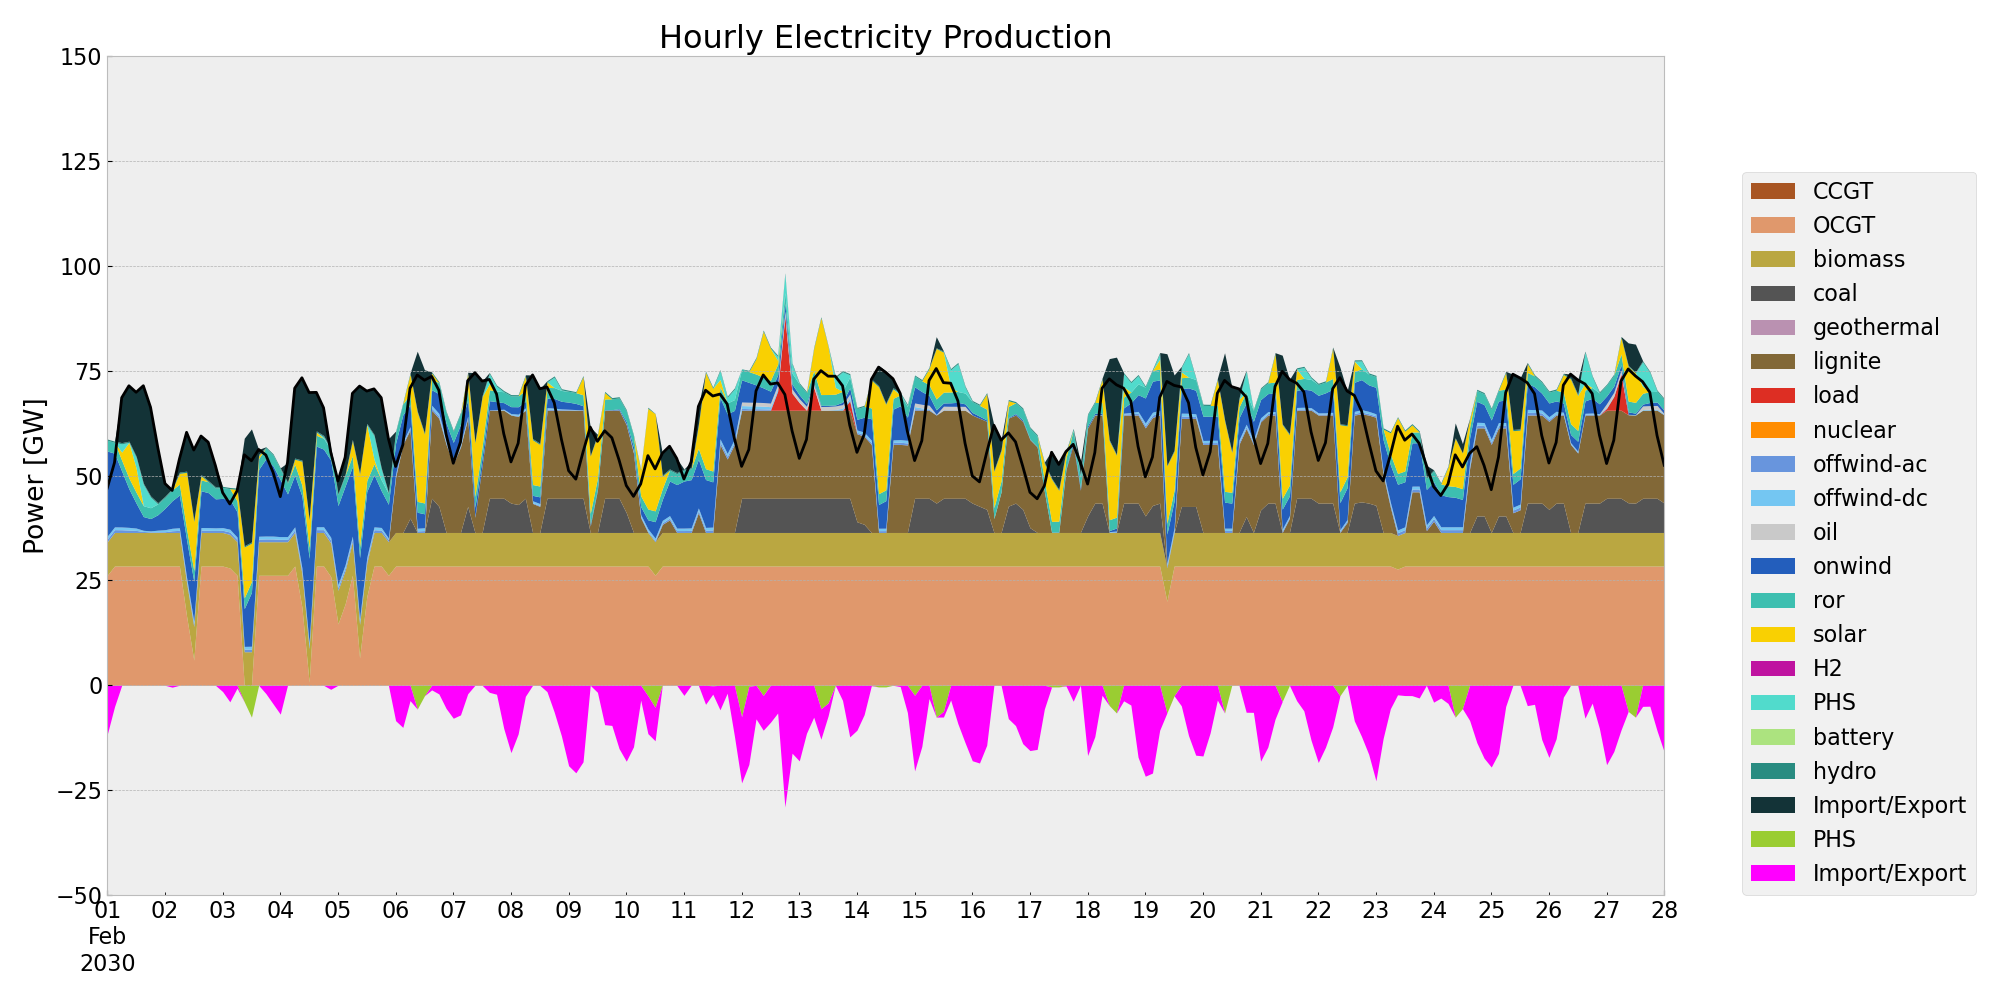 Hourly Electricity Production
Power [GW]
150
125
100
75
50
25
0
−25
−50
01 02 03 04 05 06 07 08 09 10 11 12 13 14 15 16 17 18 19 20 21 22 23 24 25 26 27 28
Feb
2030
CCGT
OCGT
biomass
coal
geothermal
lignite
load
nuclear
offwind-ac
offwind-dc
oil
onwind
ror
solar
H2
PHS
battery
hydro
Import/Export
PHS
Import/Export